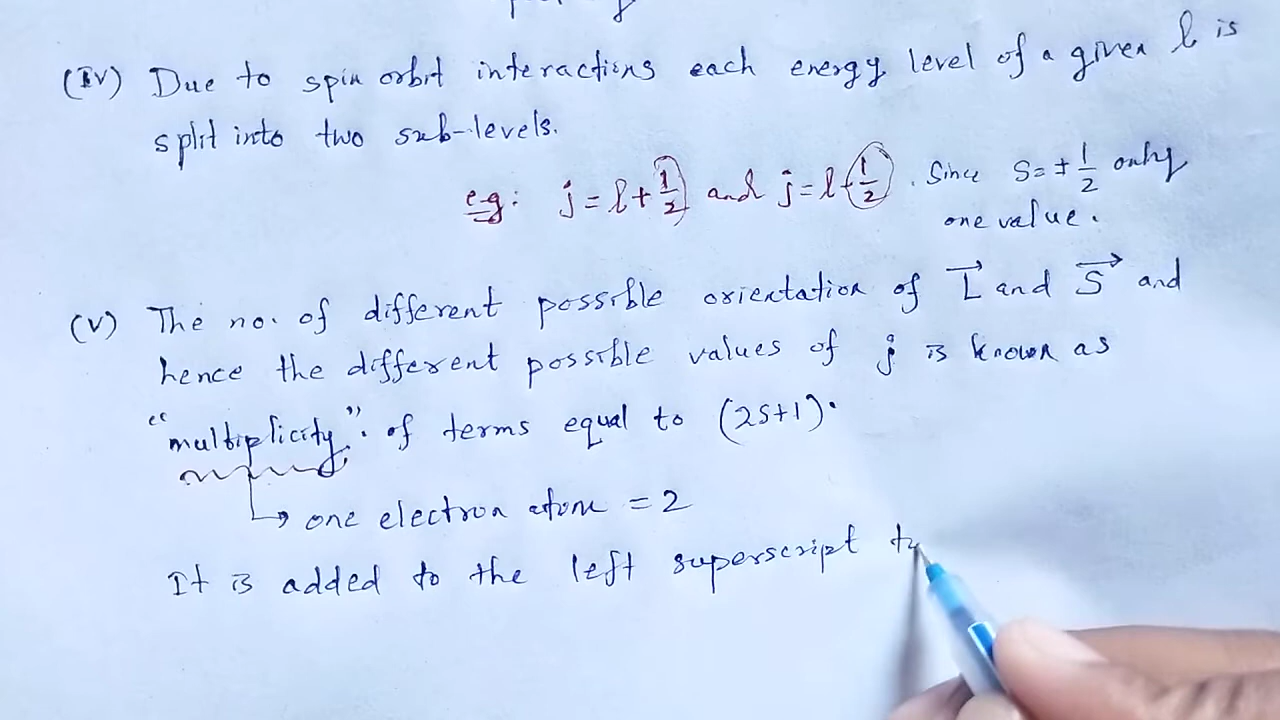 (IV) Due to spin orbit interactions each energy level of a given l is
split into two sub-levels.
e.g: j = l + 1/2 and j = l - 1/2 . Since S = ± 1/2 only
one value.
(V) The no. of different possible orientation of L⃗ and S⃗ and
hence the different possible values of j is known as
"multiplicity". of terms equal to (2S+1).
↳ one electron atom = 2
It is added to the left superscript